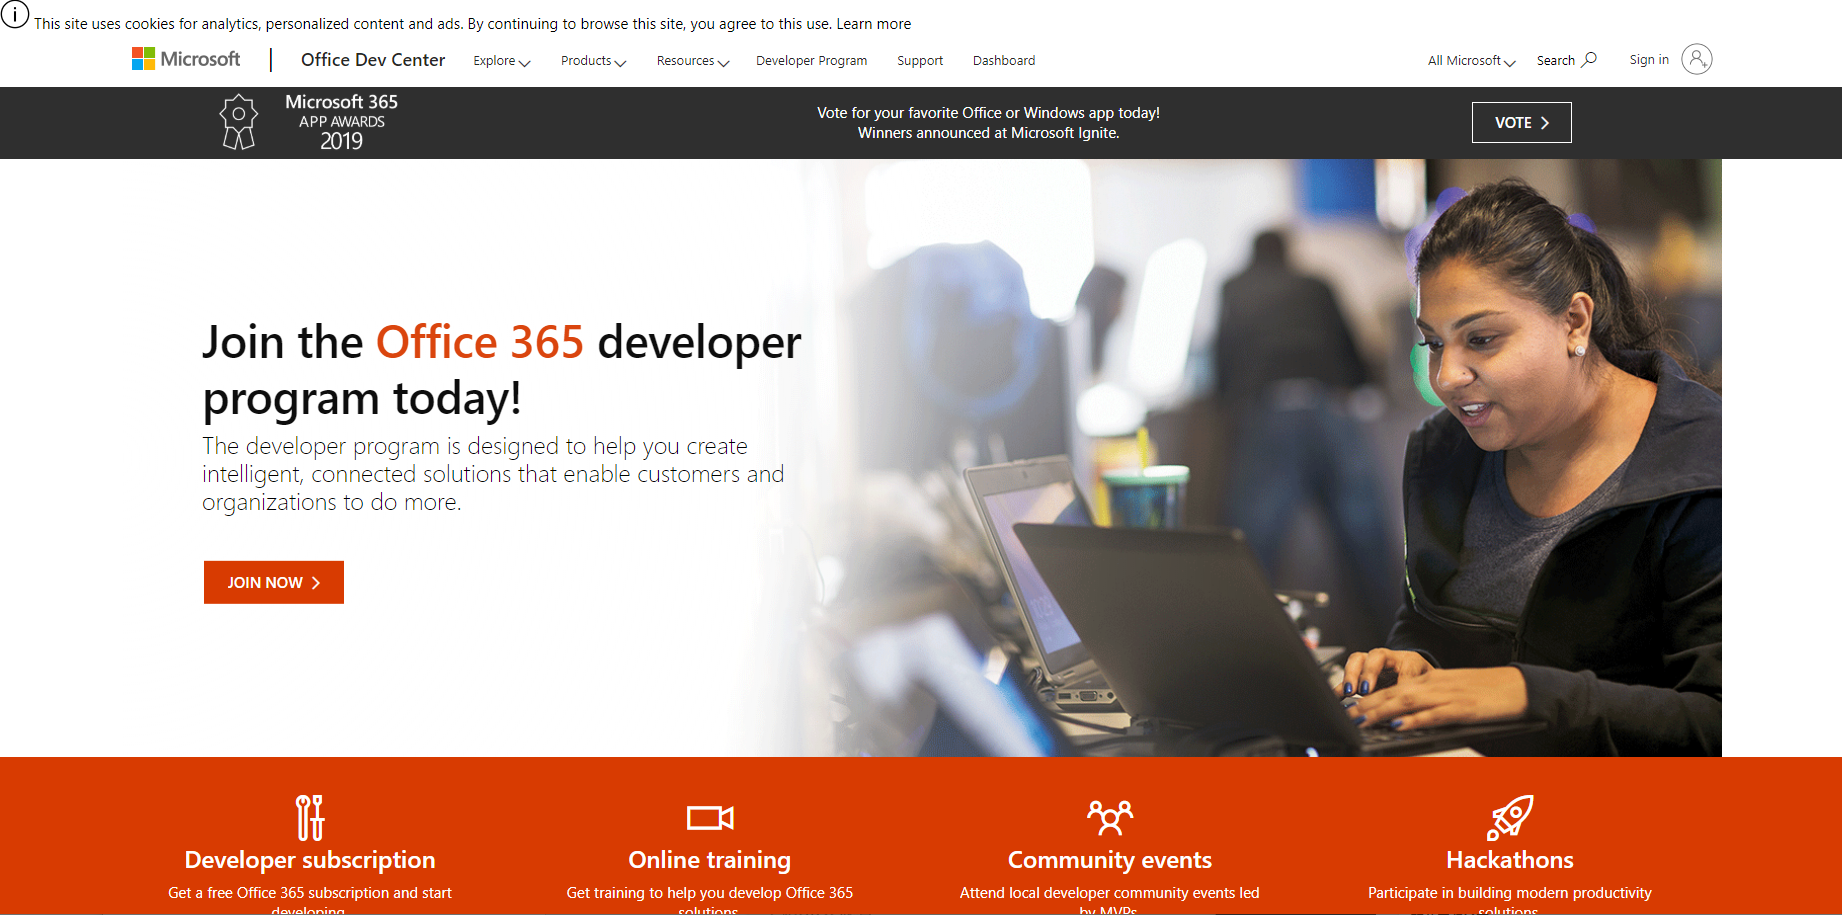 This site uses cookies for analytics, personalized content and ads. By continuing to browse this site, you agree to this use. Learn more
Microsoft
Office Dev Center
Explore
Products
Resources
Developer Program
Support
Dashboard
All Microsoft
Search
Sign in
Microsoft 365
APP AWARDS
2019
Vote for your favorite Office or Windows app today!
Winners announced at Microsoft Ignite.
VOTE
Join the Office 365 developer
program today!
The developer program is designed to help you create
intelligent, connected solutions that enable customers and
organizations to do more.
JOIN NOW
Developer subscription
Get a free Office 365 subscription and start
developing
Online training
Get training to help you develop Office 365
solutions
Community events
Attend local developer community events led
by MVPs
Hackathons
Participate in building modern productivity
solutions